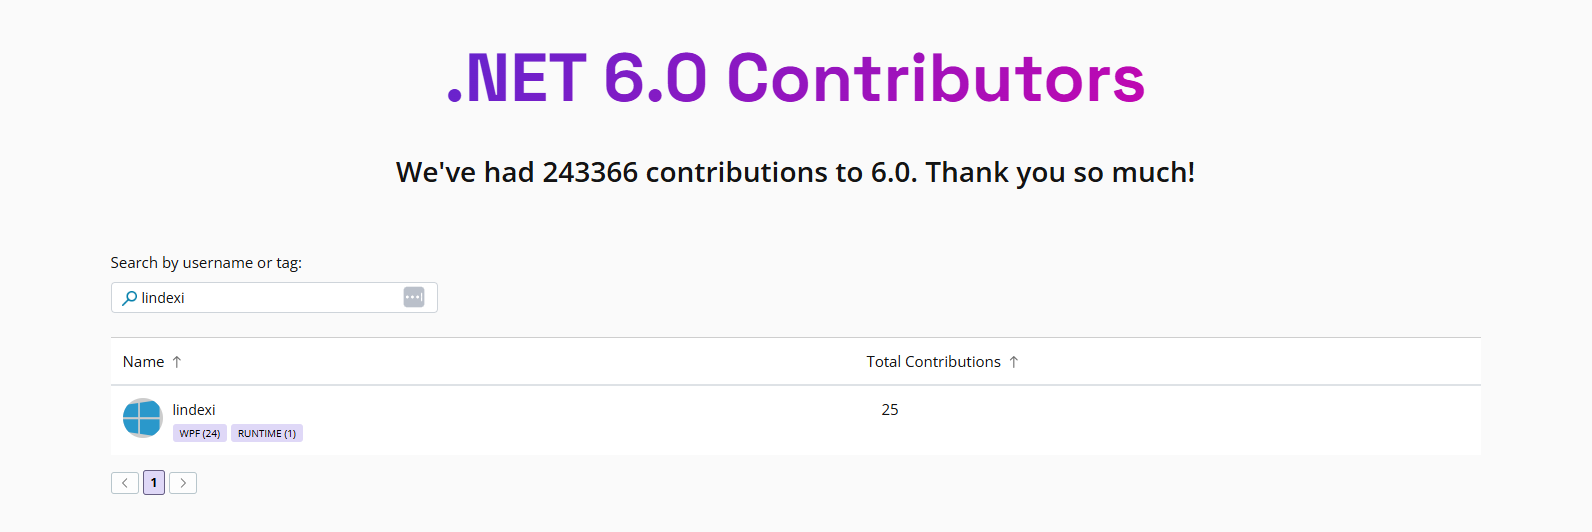 .NET 6.0 Contributors
We've had 243366 contributions to 6.0. Thank you so much!
Search by username or tag:
lindexi
Name ↑ Total Contributions ↑
lindexi 25
WPF (24) RUNTIME (1)
1